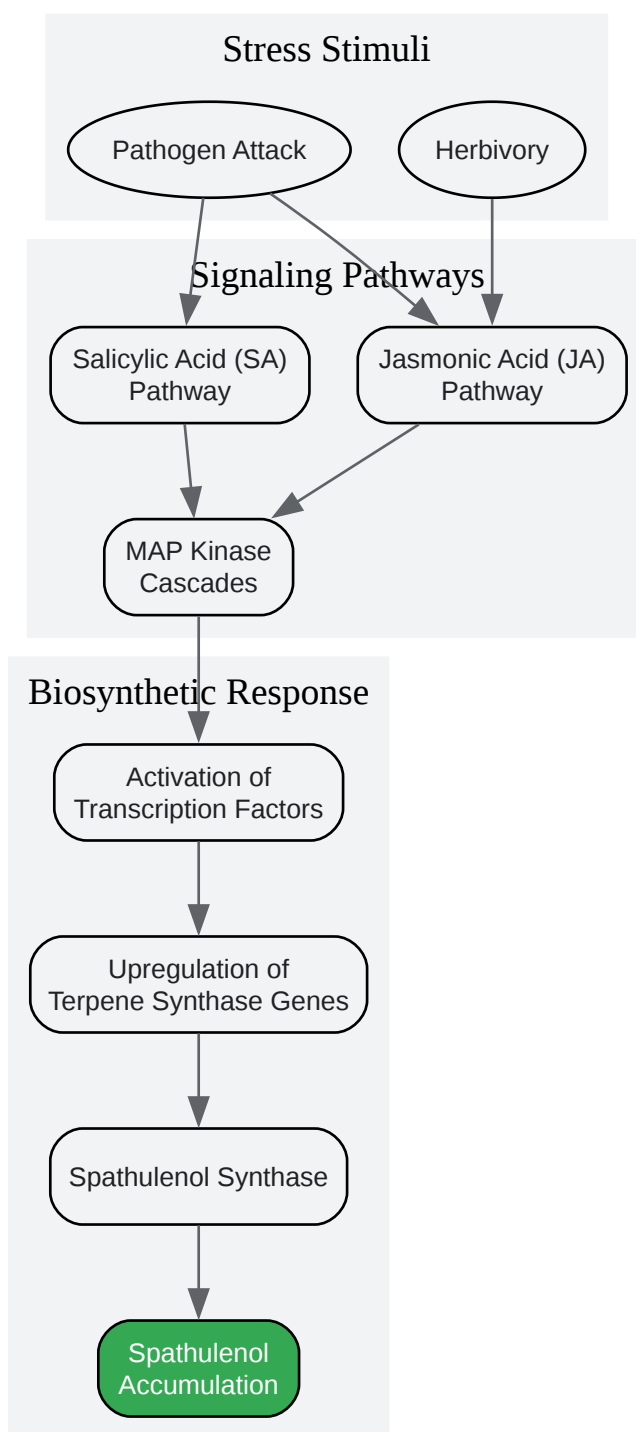 Stress Stimuli
Pathogen Attack
Herbivory
Signaling Pathways
Salicylic Acid (SA)
Pathway
Jasmonic Acid (JA)
Pathway
MAP Kinase
Cascades
Biosynthetic Response
Activation of
Transcription Factors
Upregulation of
Terpene Synthase Genes
Spathulenol Synthase
Spathulenol
Accumulation